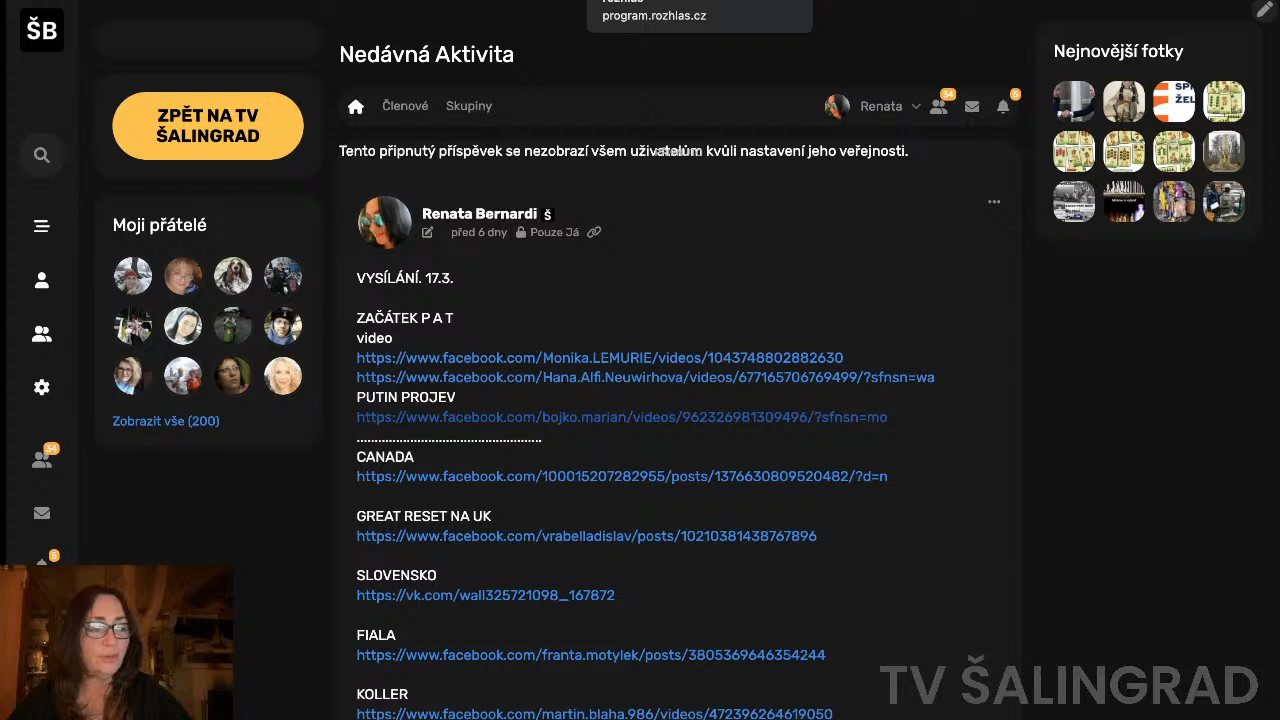 program.rozhlas.cz
ŠB
Nedávná Aktivita
Nejnovější fotky
ZPĚT NA TV
ŠALINGRAD
Členové
Skupiny
Renata
34
5
Tento připnutý příspěvek se nezobrazí všem uživatelům kvůli nastavení jeho veřejnosti.
Moji přátelé
Zobrazit vše (200)
34
5
Renata Bernardi Š
před 6 dny Pouze Já
VYSÍLÁNÍ. 17.3.
ZAČÁTEK P A T
video
https://www.facebook.com/Monika.LEMURIE/videos/1043748802882630
https://www.facebook.com/Hana.Alfi.Neuwirhova/videos/677165706769499/?sfnsn=wa
PUTIN PROJEV
https://www.facebook.com/bojko.marian/videos/962326981309496/?sfnsn=mo
...................................................
CANADA
https://www.facebook.com/100015207282955/posts/1376630809520482/?d=n
GREAT RESET NA UK
https://www.facebook.com/vrabelladislav/posts/10210381438767896
SLOVENSKO
https://vk.com/wall325721098_167872
FIALA
https://www.facebook.com/franta.motylek/posts/3805369646354244
KOLLER
https://www.facebook.com/martin.blaha.986/videos/472396264619050
TV ŠALINGRAD